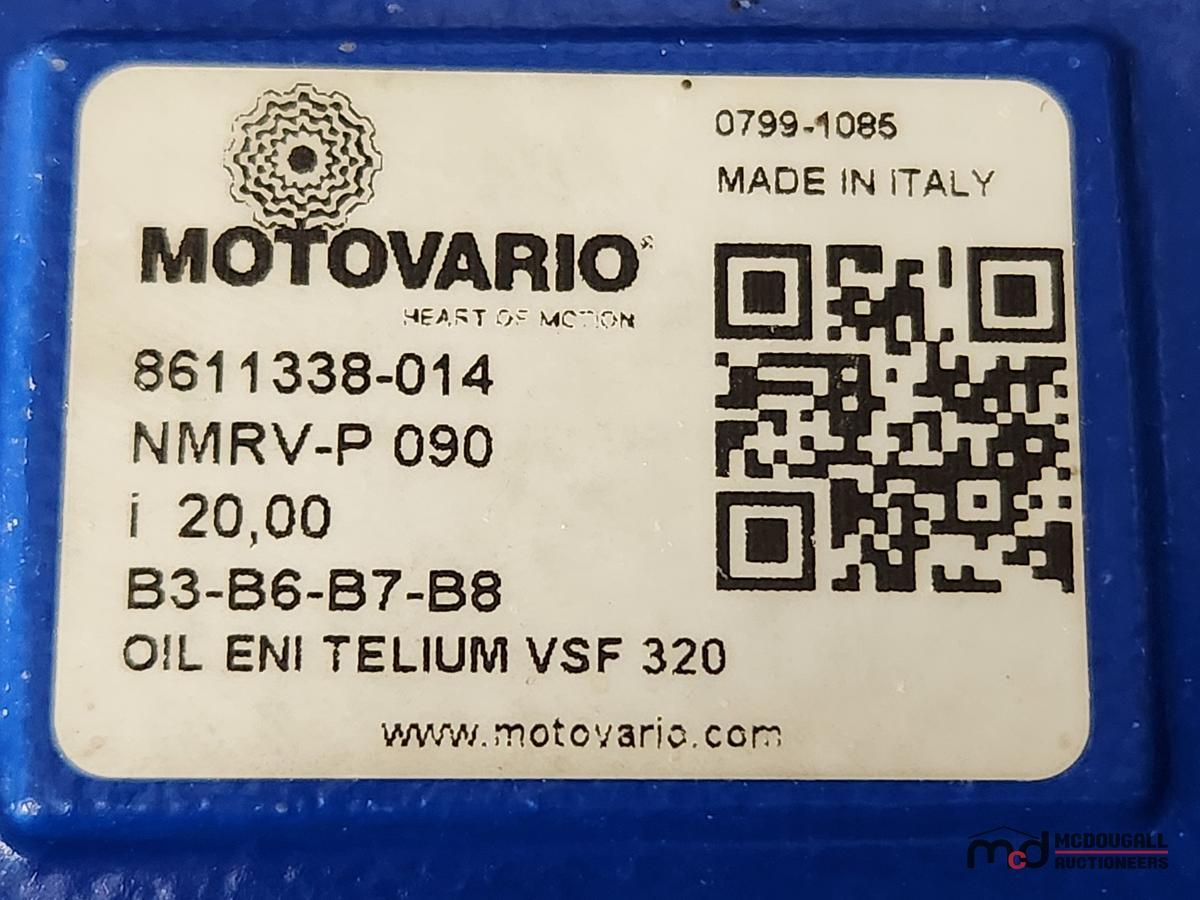 0799-1085
MADE IN ITALY
MOTOVARIO®
HEART OF MOTION
8611338-014
NMRV-P 090
i 20,00
B3-B6-B7-B8
OIL ENI TELIUM VSF 320
www.motovario.com
mcd MCDOUGALL
AUCTIONEERS